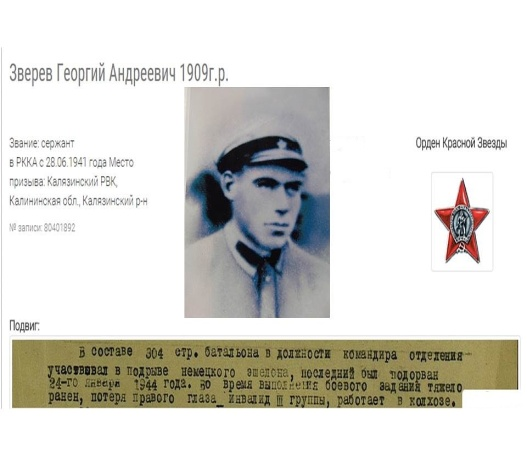 Зверев Георгий Андреевич 1909г.р.
Звание: сержант
в РККА с 28.06.1941 года Место
призыва: Калязинский РВК,
Калининская обл., Калязинский р-н
№ записи: 80401892
Орден Красной Звезды
Подвиг:
В составе 304 стр. батальона в должности командира отделения
участвовал в подрыве немецкого эшелона, последний был подорван
24-го января 1944 года. Во время выполнения боевого задания тяжело
ранен, потеря правого глаза инвалид III группы, работает в колхозе.